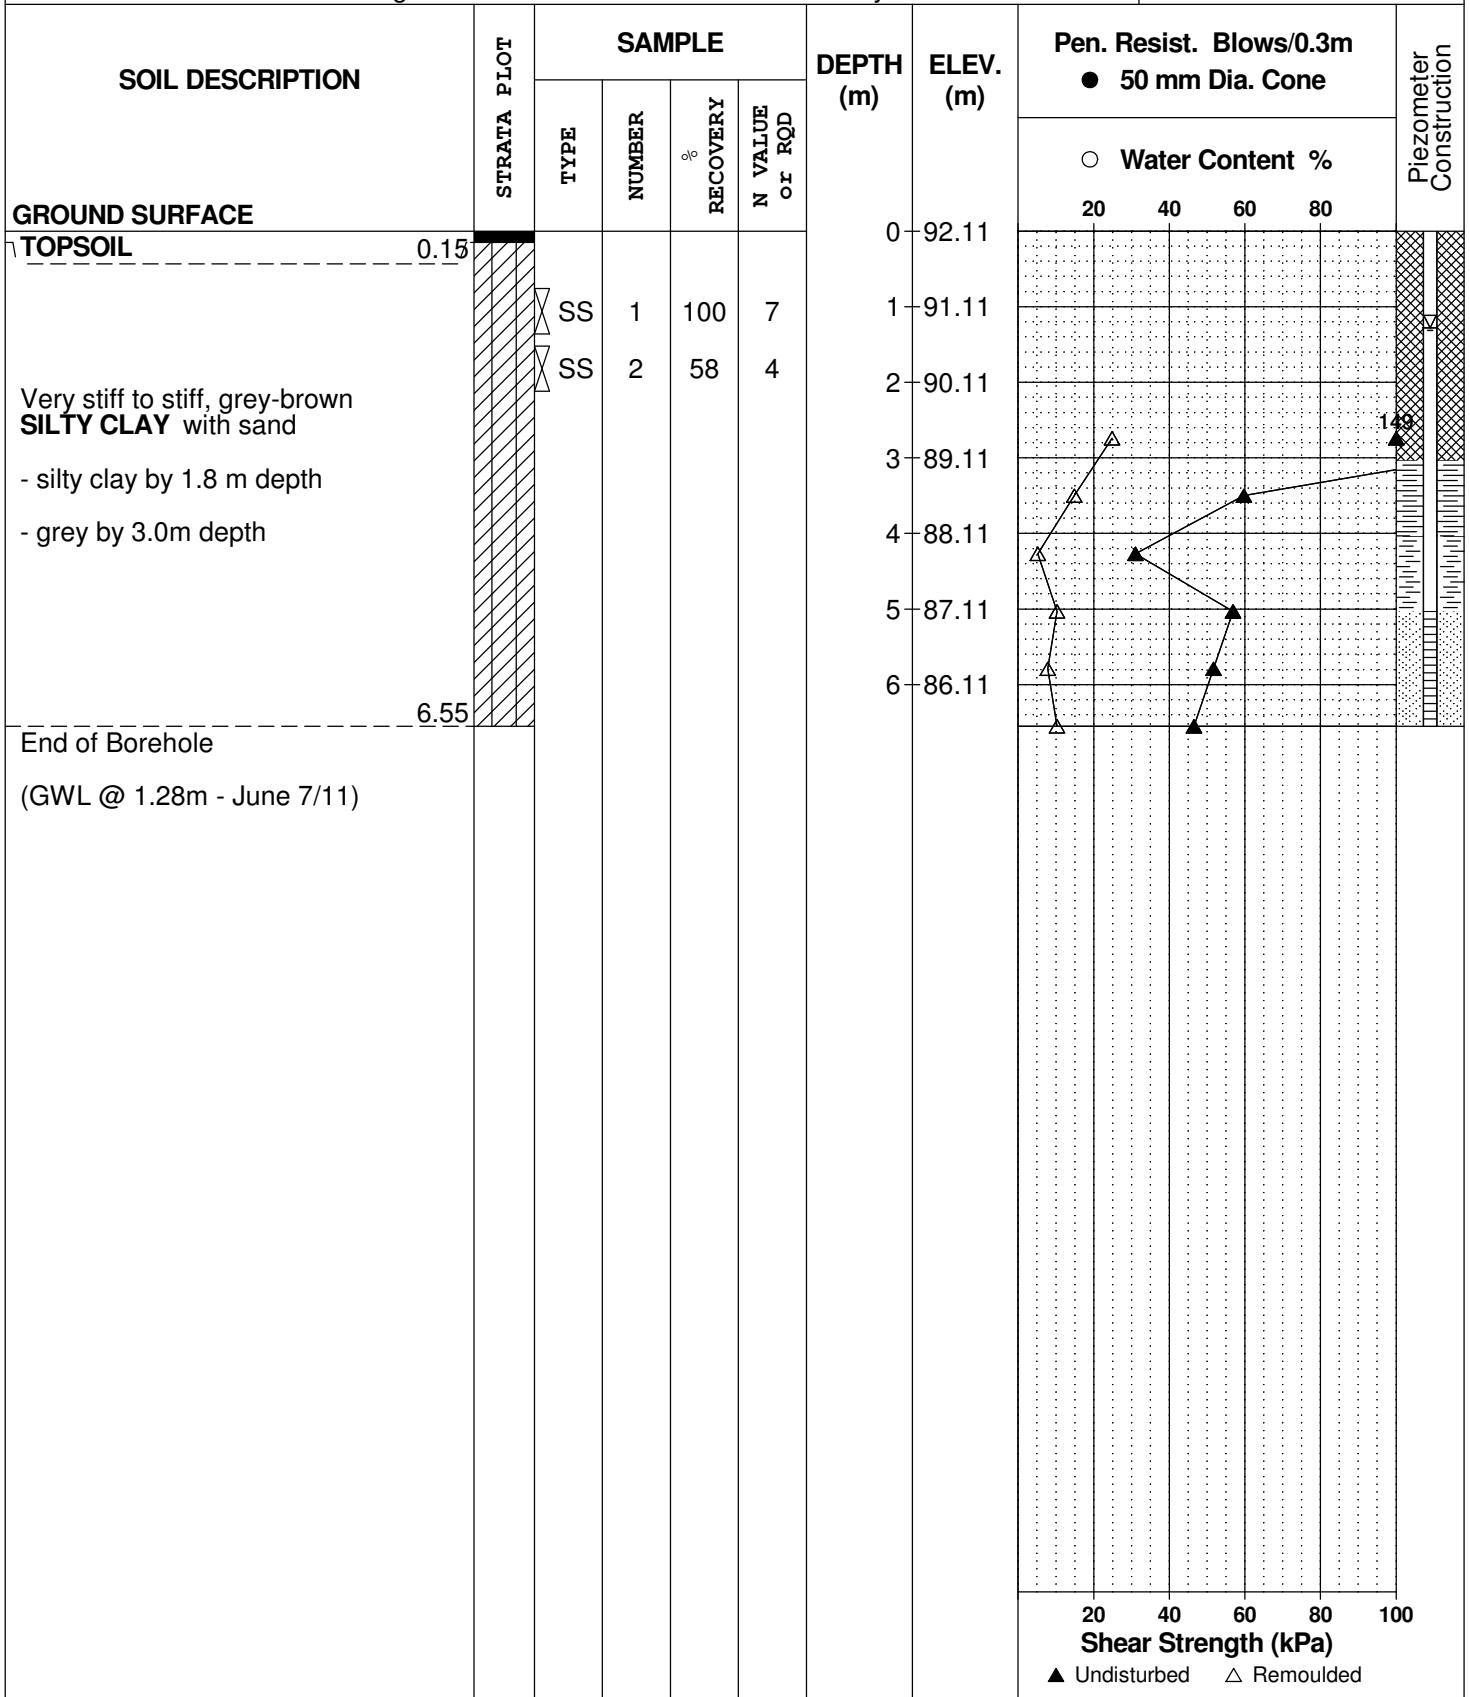 SOIL DESCRIPTION
GROUND SURFACE
STRATA PLOT
SAMPLE
TYPE
NUMBER
%
RECOVERY
N VALUE
or RQD
DEPTH
(m)
ELEV.
(m)
Pen. Resist. Blows/0.3m
● 50 mm Dia. Cone
○ Water Content %
20 40 60 80
Piezometer
Construction
TOPSOIL 0.15
0 92.11
SS 1 100 7
1 91.11
SS 2 58 4
2 90.11
Very stiff to stiff, grey-brown
SILTY CLAY with sand
149
3 89.11
- silty clay by 1.8 m depth
- grey by 3.0m depth
4 88.11
5 87.11
6 86.11
6.55
End of Borehole
(GWL @ 1.28m - June 7/11)
20 40 60 80 100
Shear Strength (kPa)
▲ Undisturbed △ Remoulded